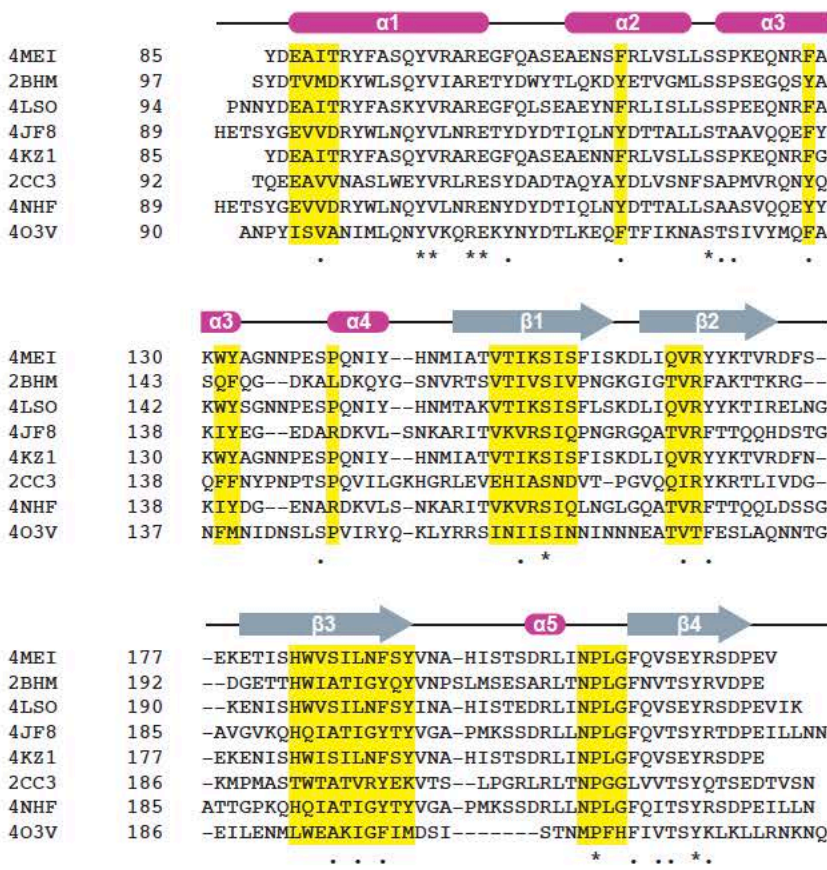 α1 α2 α3
4MEI 85 YDEAITRYFASQYVRAREGFQASEAENSFRLVSLLSSPKEQNRFA
2BHM 97 SYDTVMDKYWLSQYVIARETYDWYTLQKDYETVGMLSSPSEGQSYA
4LSO 94 PNNYDEAITRYFASKYVRAREGFQLSEAEYNFRLISLLSSPEEQNRFA
4JF8 89 HETSYGEVVDRYWLNQYVLNRETYDYDTIQLNYDTTALLSTAAVQQEFY
4KZ1 85 YDEAITRYFASQYVRAREGFQASEAENNFRLVSLLSSPKEQNRFG
2CC3 92 TQEEAVVNASLWEYVRLRESYDADTAQYAYDLVSNFSAPMVRQNYQ
4NHF 89 HETSYGEVVDRYWLNQYVLNRENYDYDTIQLNYDTTALLSAASVQQEYY
4O3V 90 ANPYISVANIMLQNYVKQREKYNYDTLKEQFTFIKNASTSIVYMQFA
. ** ** . . *.. .
α3 α4 β1 β2
4MEI 130 KWYAGNNPESPQNIY--HNMIATVTIKSISFISKDLIQVRYYKTVRDFS-
2BHM 143 SQFQG--DKALDKQYG-SNVRTSVTIVSIVPNGKGIGTVRFAKTTKRG--
4LSO 142 KWYSGNNPESPQNIY--HNMTAKVTIKSISFLSKDLIQVRYYKTIRELNG
4JF8 138 KIYEG--EDARDKVL-SNKARITVKVRSIQPNGRGQATVRFTTQQHDSTG
4KZ1 130 KWYAGNNPESPQNIY--HNMIATVTIKSISFISKDLIQVRYYKTVRDFN-
2CC3 138 QFFNYPNPTSPQVILGKHGRLEVEHIASNDVT-PGVQQIRYKRTLIVDG-
4NHF 138 KIYDG--ENARDKVLS-NKARITVKVRSIQLNGLGQATVRFTTQQLDSSG
4O3V 137 NFMNIDNSLSPVIRYQ-KLYRRSINIISINNINNNEATVTFESLAQNNTG
. . * . .
β3 α5 β4
4MEI 177 -EKETISHWVSILNFSYVNA-HISTSDRLINPLGFQVSEYRSDPEV
2BHM 192 --DGETTHWIATIGYQYVNPSLMSESARLTNPLGFNVTSYRVDPE
4LSO 190 --KENISHWVSILNFSYINA-HISTEDRLINPLGFQVSEYRSDPEVIK
4JF8 185 -AVGVKQHQIATIGYTYVGA-PMKSSDRLLNPLGFQVTSYRTDPEILLNN
4KZ1 177 -EKENISHWISILNFSYVNA-HISTSDRLINPLGFQVSEYRSDPE
2CC3 186 -KMPMASTWTATVRYEKVTS--LPGRLRLTNPGGLVVTSYQTSEDTVSN
4NHF 185 ATTGPKQHQIATIGYTYVGA-PMKSSDRLLNPLGFQITSYRSDPEILLN
4O3V 186 -EILENMLWEAKIGFIMDSI-------STNMPFHFIVTSYKLKLLRNKNQ
. . . * . .. *.